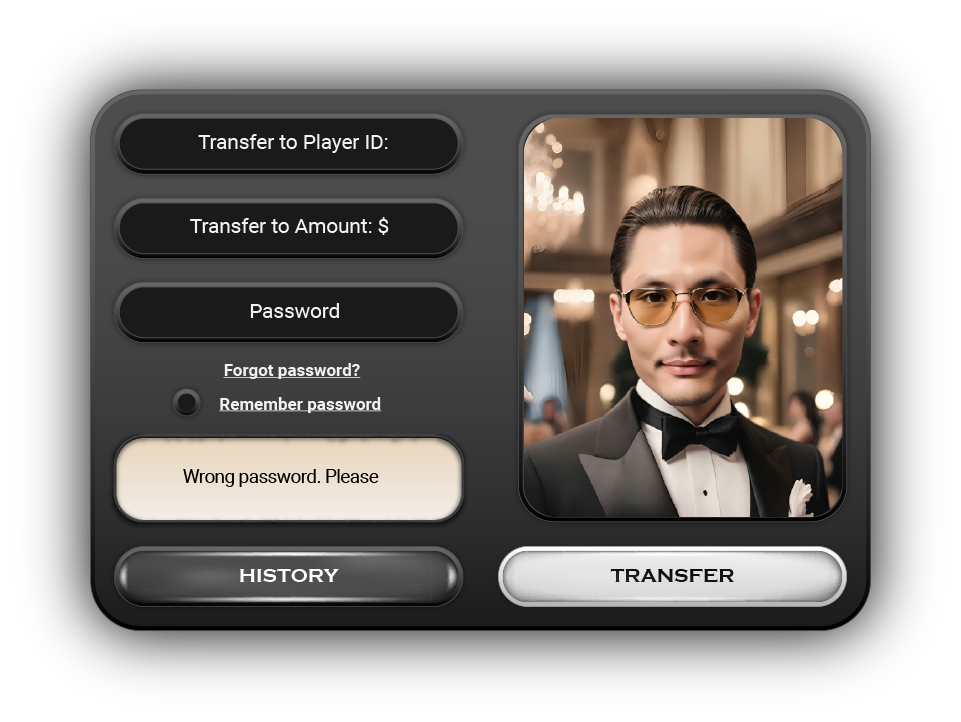 Transfer to Player ID:
Transfer to Amount: $
Password
Forgot password?
Remember password
Wrong password. Please
HISTORY
TRANSFER